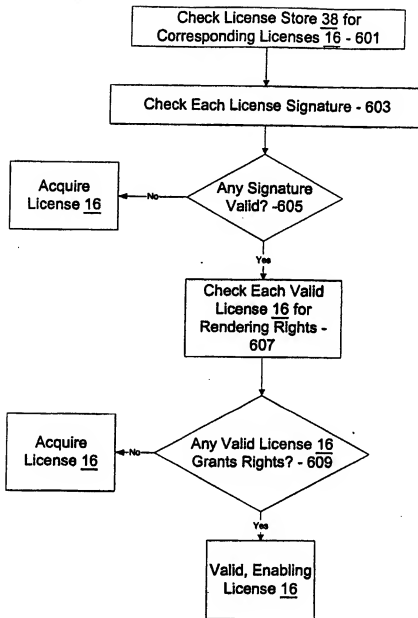 Check License Store 38 for
Corresponding Licenses 16 - 601
Check Each License Signature - 603
Acquire
License 16
No
Any Signature
Valid? -605
Yes
Check Each Valid
License 16 for
Rendering Rights -
607
Acquire
License 16
No
Any Valid License 16
Grants Rights? - 609
Yes
Valid, Enabling
License 16